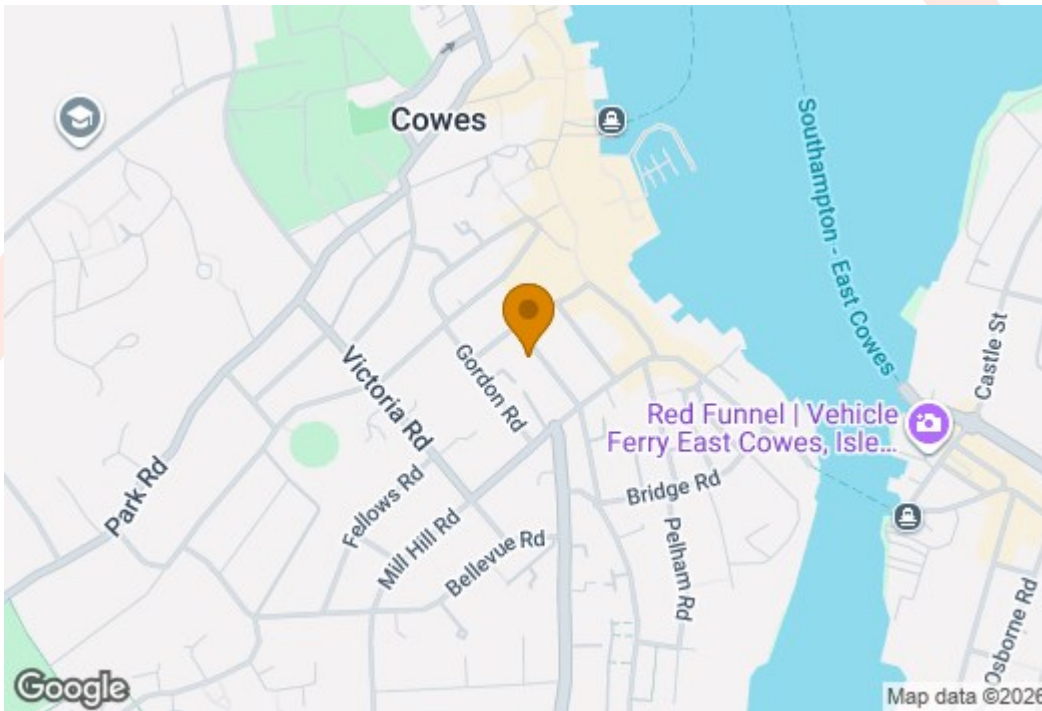 Cowes
Southampton - East Cowes
Castle St
Gordon Rd
Victoria Rd
Red Funnel | Vehicle
Ferry East Cowes, Isle...
Park Rd
Fellows Rd
Mill Hill Rd
Bridge Rd
Bellevue Rd
Pelham Rd
Osborne Rd
Google
Map data ©2026